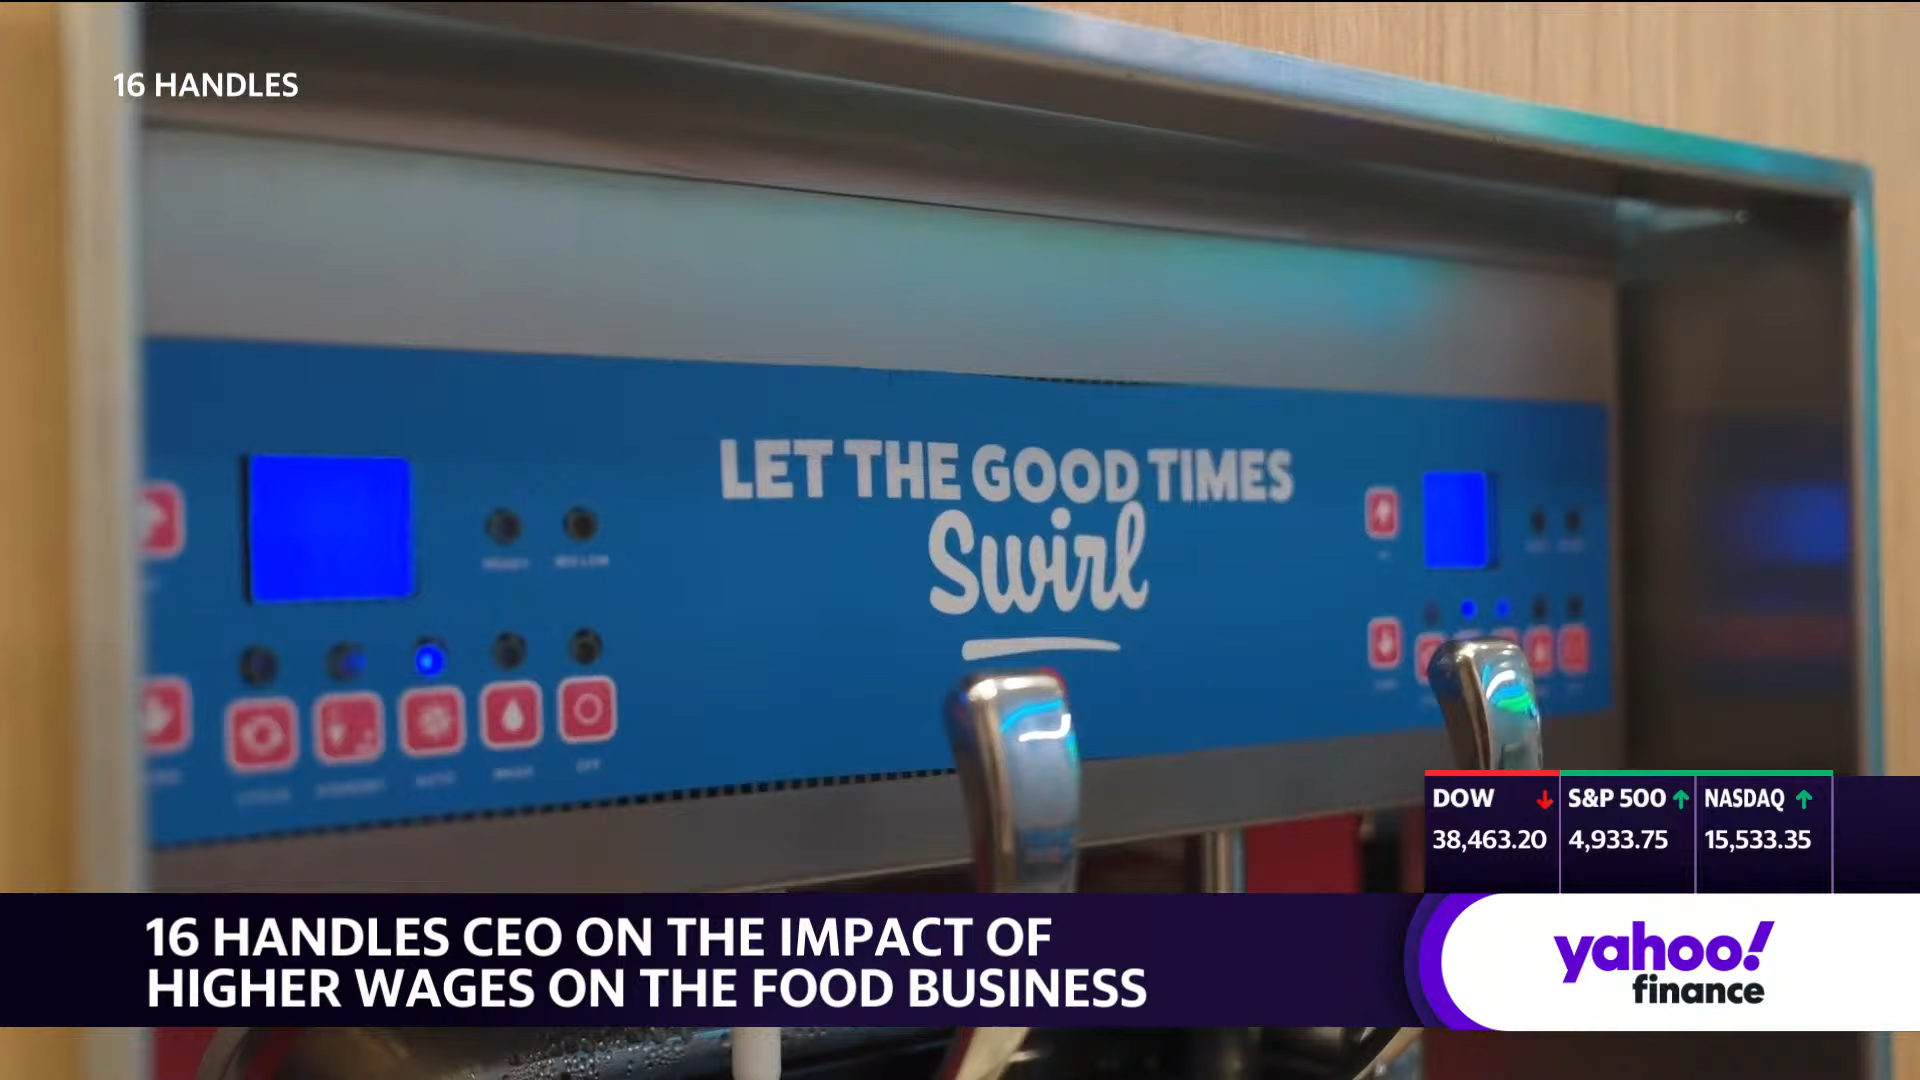 16 HANDLES
LET THE GOOD TIMES
Swirl
OFF
DOW
38,463.20
S&P 500
4,933.75
NASDAQ
15,533.35
16 HANDLES CEO ON THE IMPACT OF
HIGHER WAGES ON THE FOOD BUSINESS
yahoo!
finance